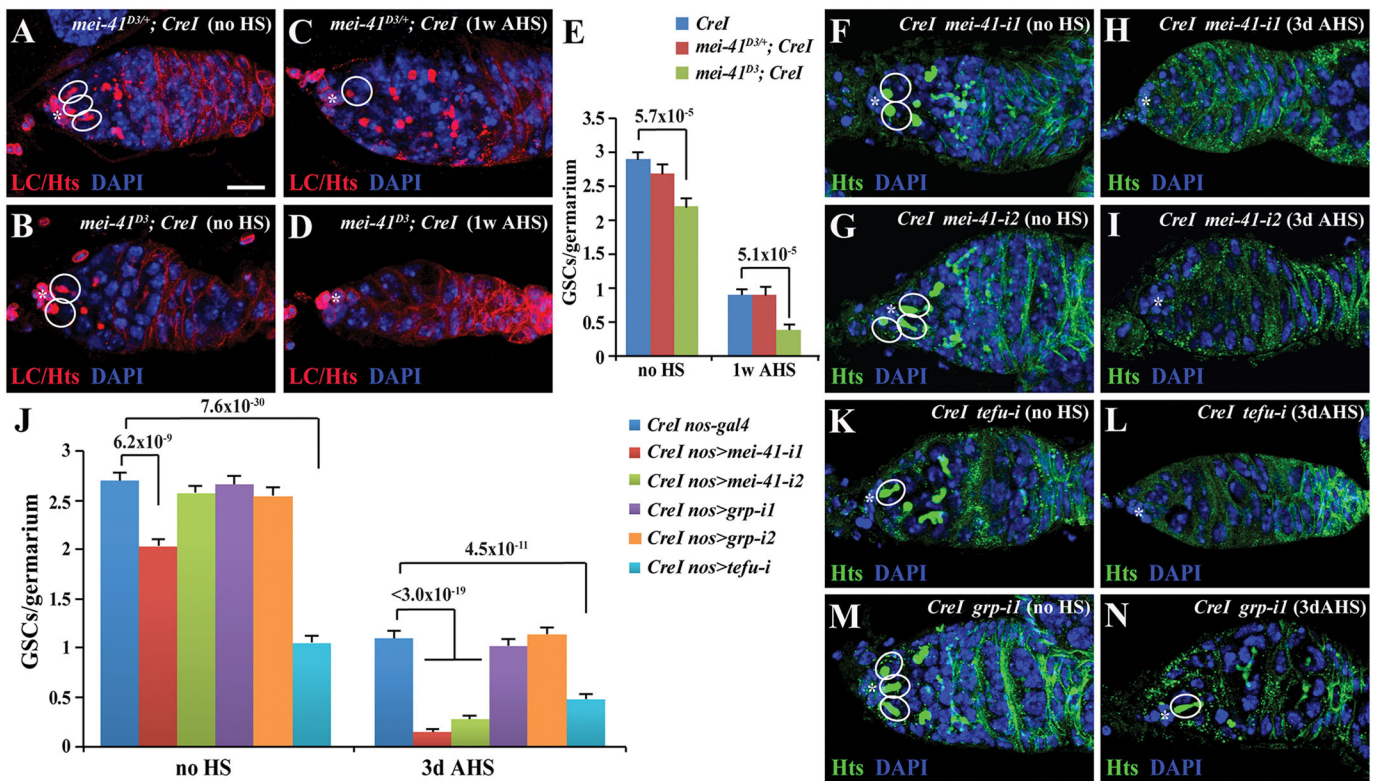 A mei-41D3/+; CreI (no HS)
* LC/Hts DAPI
C mei-41D3/+; CreI (1w AHS)
* LC/Hts DAPI
B mei-41D3; CreI (no HS)
* LC/Hts DAPI
D mei-41D3; CreI (1w AHS)
* LC/Hts DAPI
E
CreI
mei-41D3/+; CreI
mei-41D3; CreI
GSCs/germarium
3.5
3
2.5
2
1.5
1
0.5
0
5.7x10-5
5.1x10-5
no HS
1w AHS
F CreI mei-41-i1 (no HS)
* Hts DAPI
H CreI mei-41-i1 (3d AHS)
* Hts DAPI
G CreI mei-41-i2 (no HS)
* Hts DAPI
I CreI mei-41-i2 (3d AHS)
* Hts DAPI
J
7.6x10-30
6.2x10-9
4.5x10-11
<3.0x10-19
CreI nos-gal4
CreI nos>mei-41-i1
CreI nos>mei-41-i2
CreI nos>grp-i1
CreI nos>grp-i2
CreI nos>tefu-i
GSCs/germarium
3
2.5
2
1.5
1
0.5
0
no HS
3d AHS
K CreI tefu-i (no HS)
* Hts DAPI
L CreI tefu-i (3dAHS)
* Hts DAPI
M CreI grp-i1 (no HS)
* Hts DAPI
N CreI grp-i1 (3dAHS)
* Hts DAPI